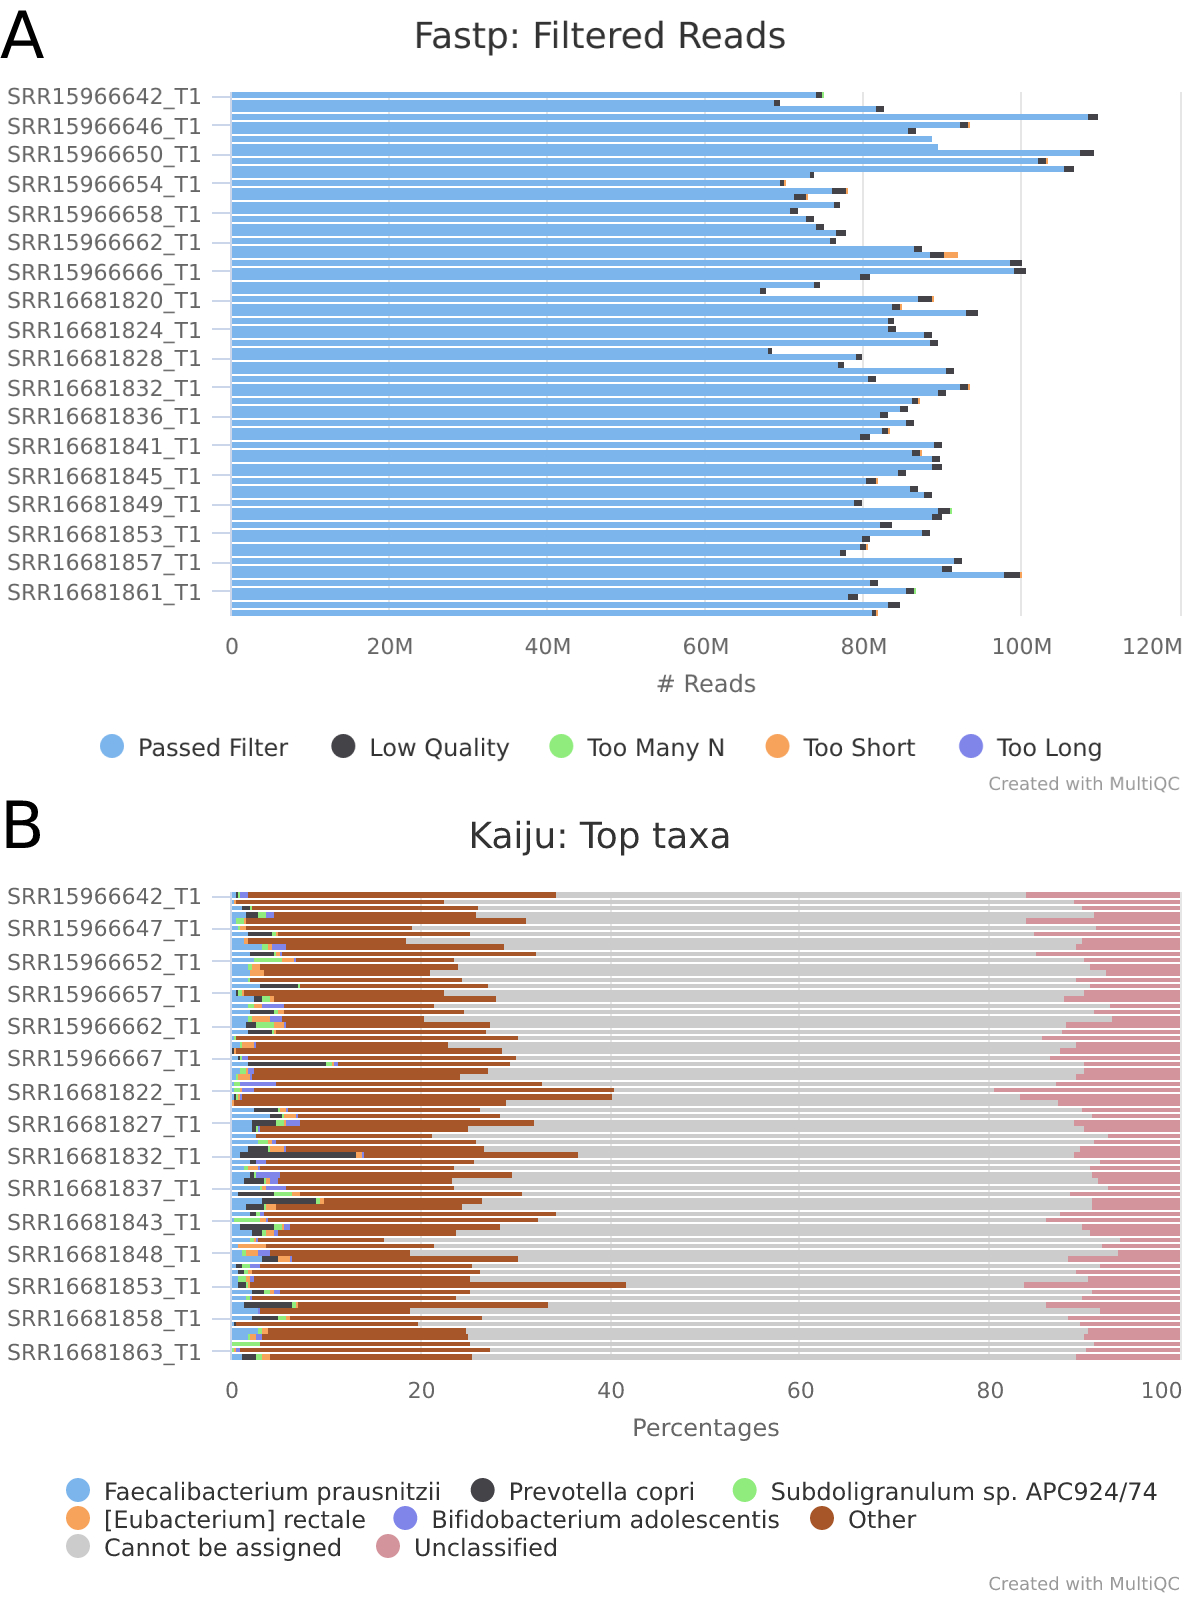 A
Fastp: Filtered Reads
SRR15966642_T1
SRR15966646_T1
SRR15966650_T1
SRR15966654_T1
SRR15966658_T1
SRR15966662_T1
SRR15966666_T1
SRR16681820_T1
SRR16681824_T1
SRR16681828_T1
SRR16681832_T1
SRR16681836_T1
SRR16681841_T1
SRR16681845_T1
SRR16681849_T1
SRR16681853_T1
SRR16681857_T1
SRR16681861_T1
0 20M 40M 60M 80M 100M 120M
# Reads
Passed Filter Low Quality Too Many N Too Short Too Long
Created with MultiQC
B
Kaiju: Top taxa
SRR15966642_T1
SRR15966647_T1
SRR15966652_T1
SRR15966657_T1
SRR15966662_T1
SRR15966667_T1
SRR16681822_T1
SRR16681827_T1
SRR16681832_T1
SRR16681837_T1
SRR16681843_T1
SRR16681848_T1
SRR16681853_T1
SRR16681858_T1
SRR16681863_T1
0 20 40 60 80 100
Percentages
Faecalibacterium prausnitzii Prevotella copri Subdoligranulum sp. APC924/74
[Eubacterium] rectale Bifidobacterium adolescentis Other
Cannot be assigned Unclassified
Created with MultiQC